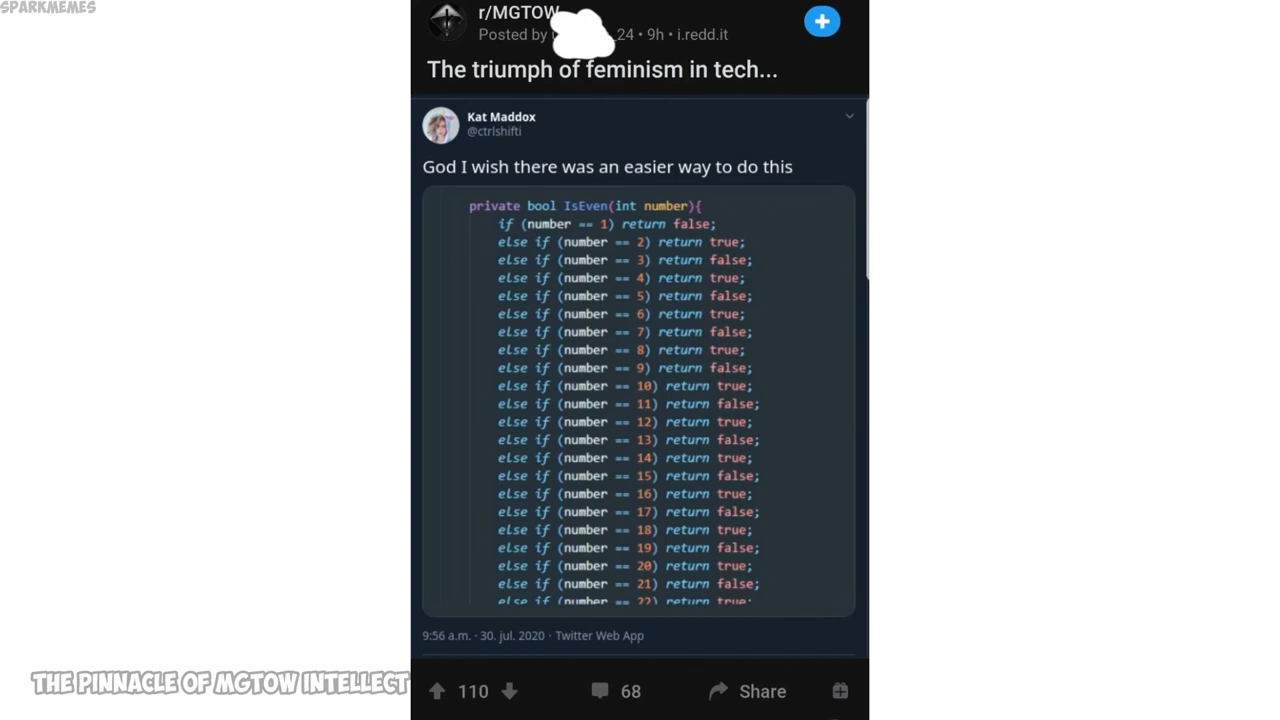 SPARKMEMES
r/MGTOW
Posted by 24 • 9h • i.redd.it
The triumph of feminism in tech...
Kat Maddox
@ctrlshifti
God I wish there was an easier way to do this
private bool IsEven(int number){
if (number == 1) return false;
else if (number == 2) return true;
else if (number == 3) return false;
else if (number == 4) return true;
else if (number == 5) return false;
else if (number == 6) return true;
else if (number == 7) return false;
else if (number == 8) return true;
else if (number == 9) return false;
else if (number == 10) return true;
else if (number == 11) return false;
else if (number == 12) return true;
else if (number == 13) return false;
else if (number == 14) return true;
else if (number == 15) return false;
else if (number == 16) return true;
else if (number == 17) return false;
else if (number == 18) return true;
else if (number == 19) return false;
else if (number == 20) return true;
else if (number == 21) return false;
else if (number == 22) return true;
9:56 a.m. · 30. jul. 2020 · Twitter Web App
THE PINNACLE OF MGTOW INTELLECT
110 68 Share